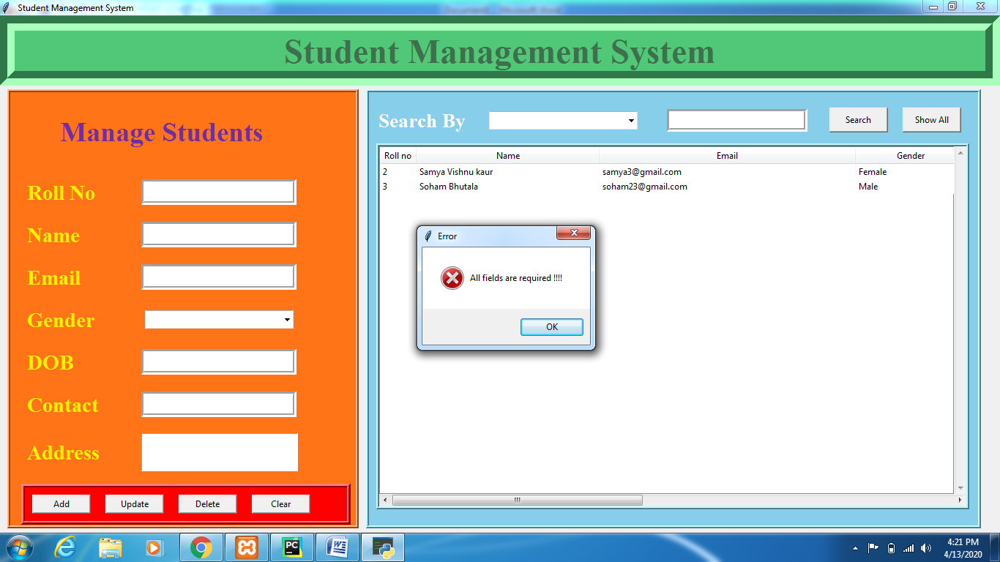 Student Management System
Student Management System
Manage Students
Roll No
Name
Email
Gender
DOB
Contact
Address
Add Update Delete Clear
Search By Search Show All
Roll no Name Email Gender
2 Samya Vishnu kaur samya3@gmail.com Female
3 Soham Bhutala soham23@gmail.com Male
Error
All fields are required !!!!
OK
PC W
4:21 PM
4/13/2020